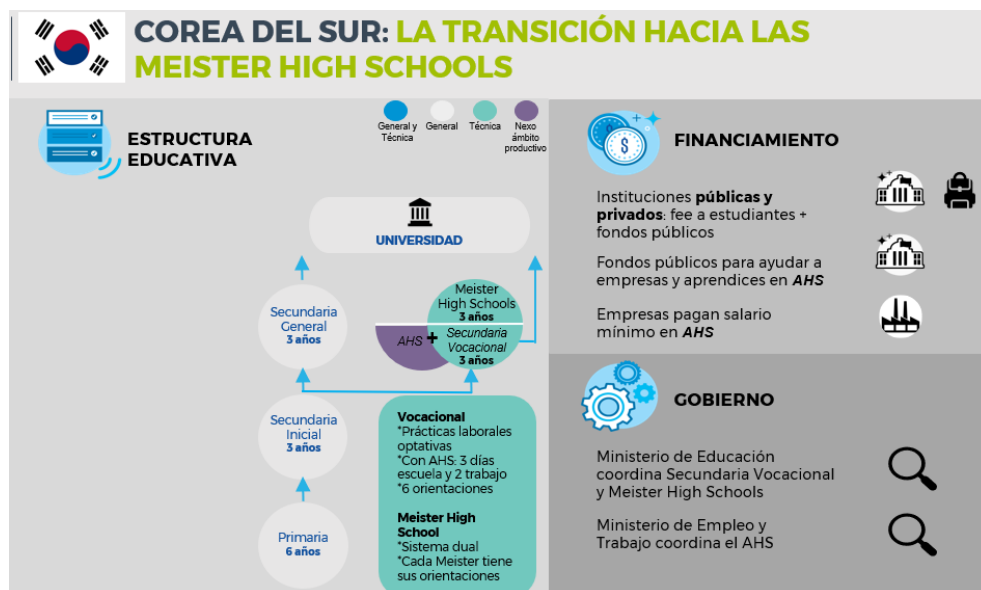 COREA DEL SUR: LA TRANSICIÓN HACIA LAS
MEISTER HIGH SCHOOLS
ESTRUCTURA
EDUCATIVA
General y
Técnica
General
Técnica
Nexo
ámbito
productivo
UNIVERSIDAD
Secundaria
General
3 años
Meister
High Schools
3 años
AHS +
Secundaria
Vocacional
3 años
Secundaria
Inicial
3 años
Primaria
6 años
Vocacional
*Prácticas laborales
optativas
*Con AHS: 3 días
escuela y 2 trabajo
*6 orientaciones
Meister High
School
*Sistema dual
*Cada Meister tiene
sus orientaciones
$
FINANCIAMIENTO
Instituciones públicas y
privados: fee a estudiantes +
fondos públicos
Fondos públicos para ayudar a
empresas y aprendices en AHS
Empresas pagan salario
mínimo en AHS
GOBIERNO
Ministerio de Educación
coordina Secundaria Vocacional
y Meister High Schools
Ministerio de Empleo y
Trabajo coordina el AHS